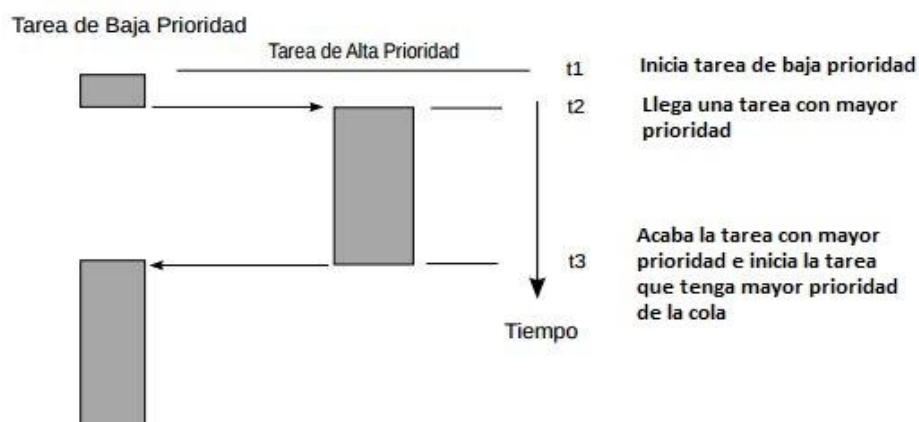 Tarea de Baja Prioridad
Tarea de Alta Prioridad
t1
Inicia tarea de baja prioridad
t2
Llega una tarea con mayor
prioridad
t3
Acaba la tarea con mayor
prioridad e inicia la tarea
que tenga mayor prioridad
de la cola
Tiempo